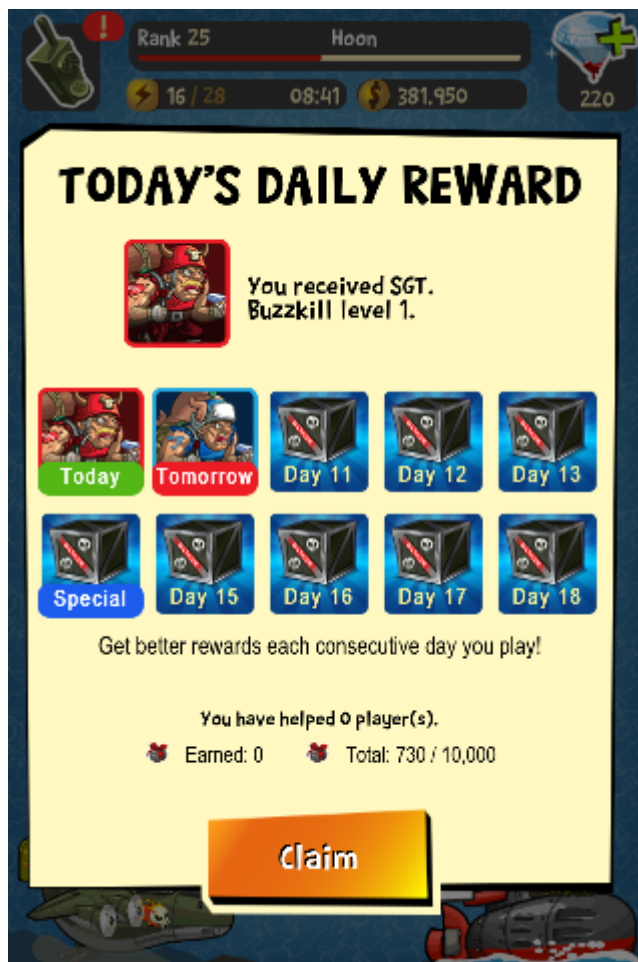 !
Rank 25 Hoon
16 / 28 08:41 381,950 220
TODAY'S DAILY REWARD
You received SGT.
Buzzkill level 1.
Today Tomorrow Day 11 Day 12 Day 13
Special Day 15 Day 16 Day 17 Day 18
Get better rewards each consecutive day you play!
You have helped 0 player(s).
Earned: 0 Total: 730 / 10,000
Claim